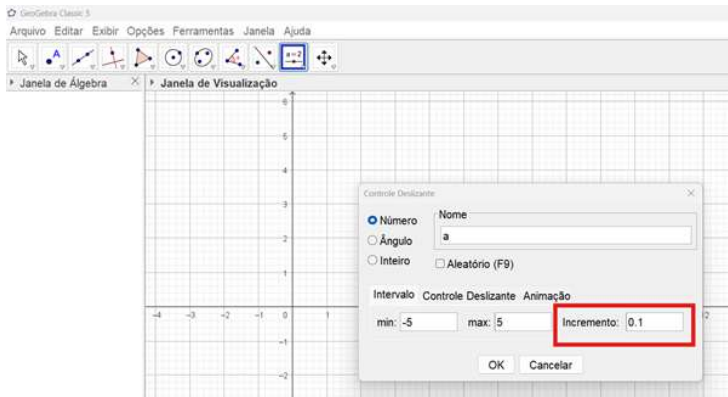 GeoGebra Classic 5
Arquivo Editar Exibir Opções Ferramentas Janela Ajuda
a=2
Janela de Álgebra
Janela de Visualização
6
5
4
3
2
1
-4 -3 -2 -1 0 1 12
-1
-2
Controle Deslizante
Número
Ângulo
Inteiro
Nome
a
Aleatório (F9)
Intervalo Controle Deslizante Animação
min: -5 max: 5 Incremento: 0.1
OK Cancelar